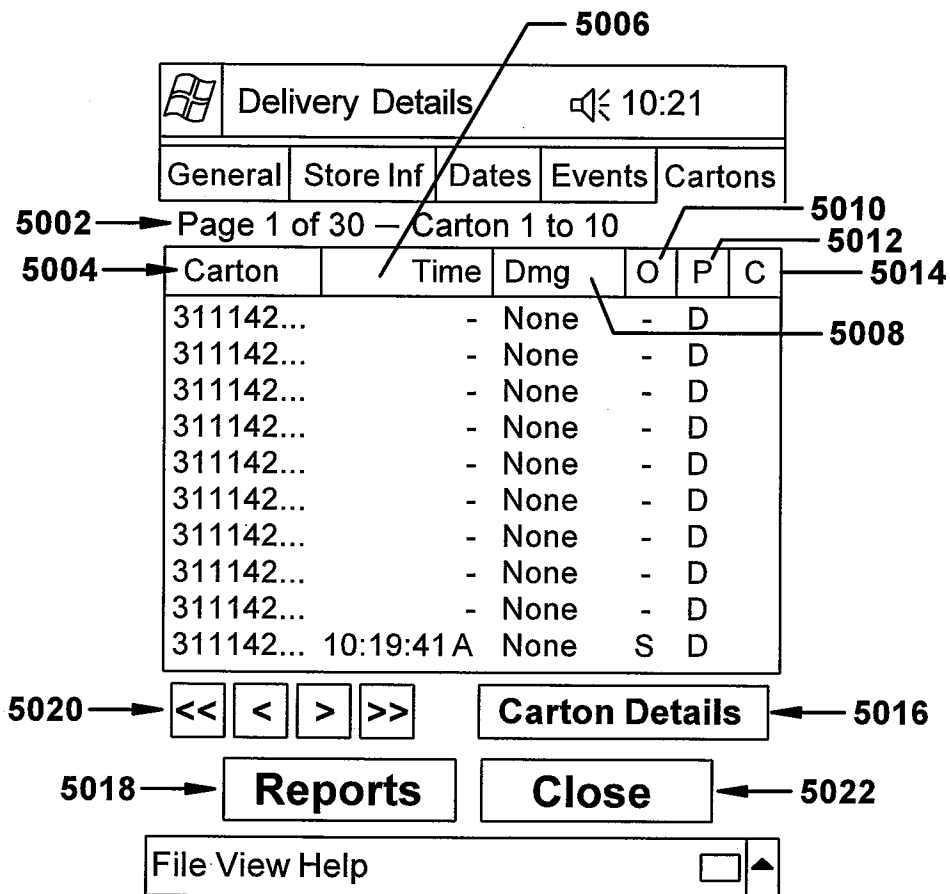 5006
Delivery Details 10:21
General Store Inf Dates Events Cartons
5002 Page 1 of 30 – Carton 1 to 10 5010
5012
5004 Carton Time Dmg O P C 5014
311142... - None - D
5008
311142... - None - D
311142... - None - D
311142... - None - D
311142... - None - D
311142... - None - D
311142... - None - D
311142... - None - D
311142... - None - D
311142... 10:19:41 A None S D
5020 << < > >> Carton Details 5016
5018 Reports Close 5022
File View Help